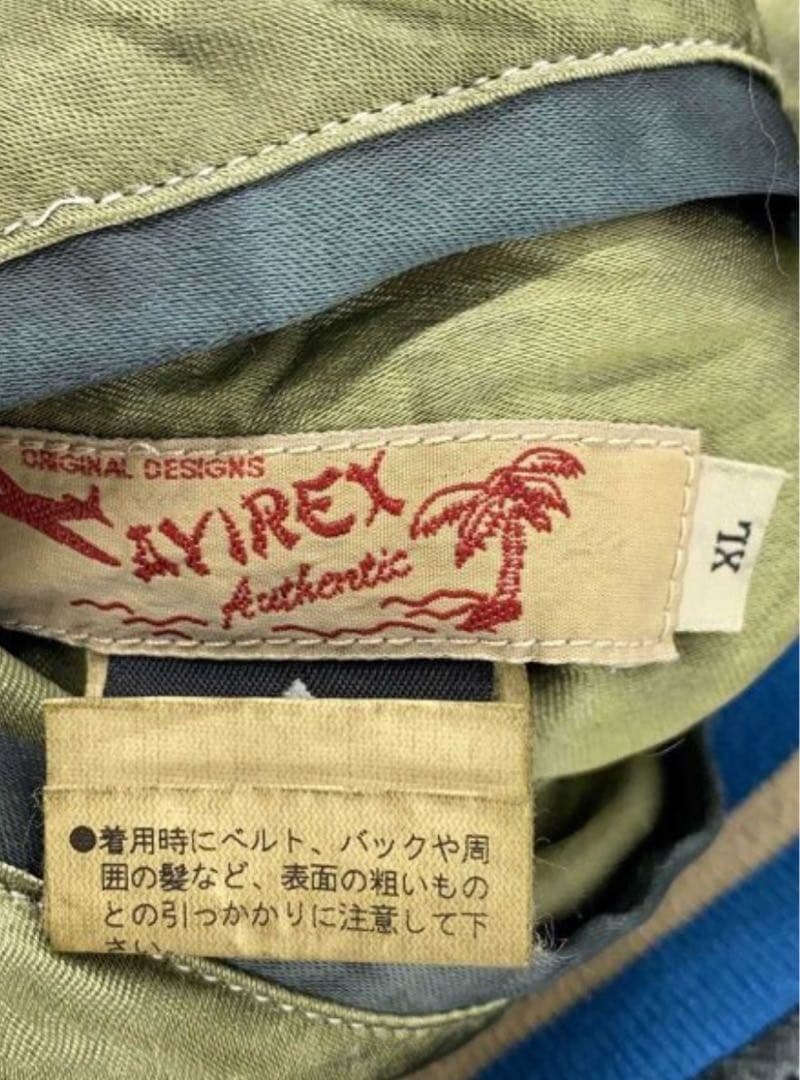 ORIGINAL DESIGNS
AVIREX
Authentic
XL
●着用時にベルト、バックや周
囲の髪など、表面の粗いもの
との引っかかりに注意して下
さい。